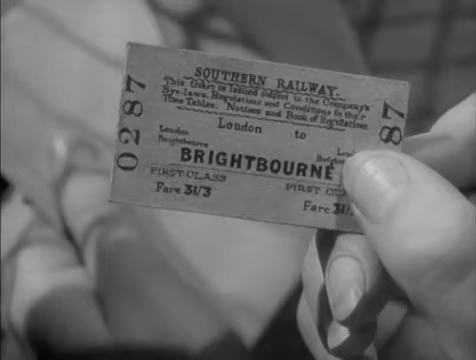 SOUTHERN RAILWAY.
This ticket is issued subject to the Company's
Bye-laws, Regulations and Conditions in their
Time Tables, Notices and Book of Regulations.
London to
London
Brightbourne
BRIGHTBOURNE
FIRST CLASS FIRST
Fare 31/3 Fare 31/
0287
87